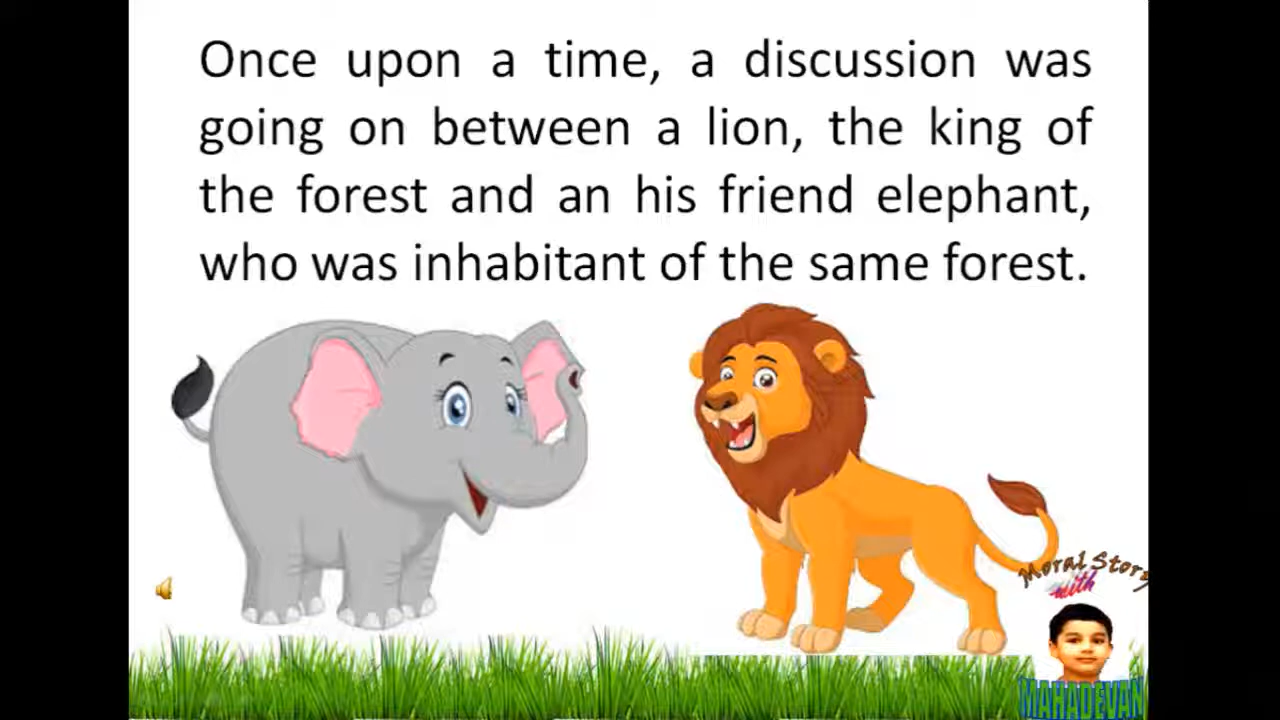 Once upon a time, a discussion was
going on between a lion, the king of
the forest and an his friend elephant,
who was inhabitant of the same forest.
Moral Story
with
MAHADEVAN